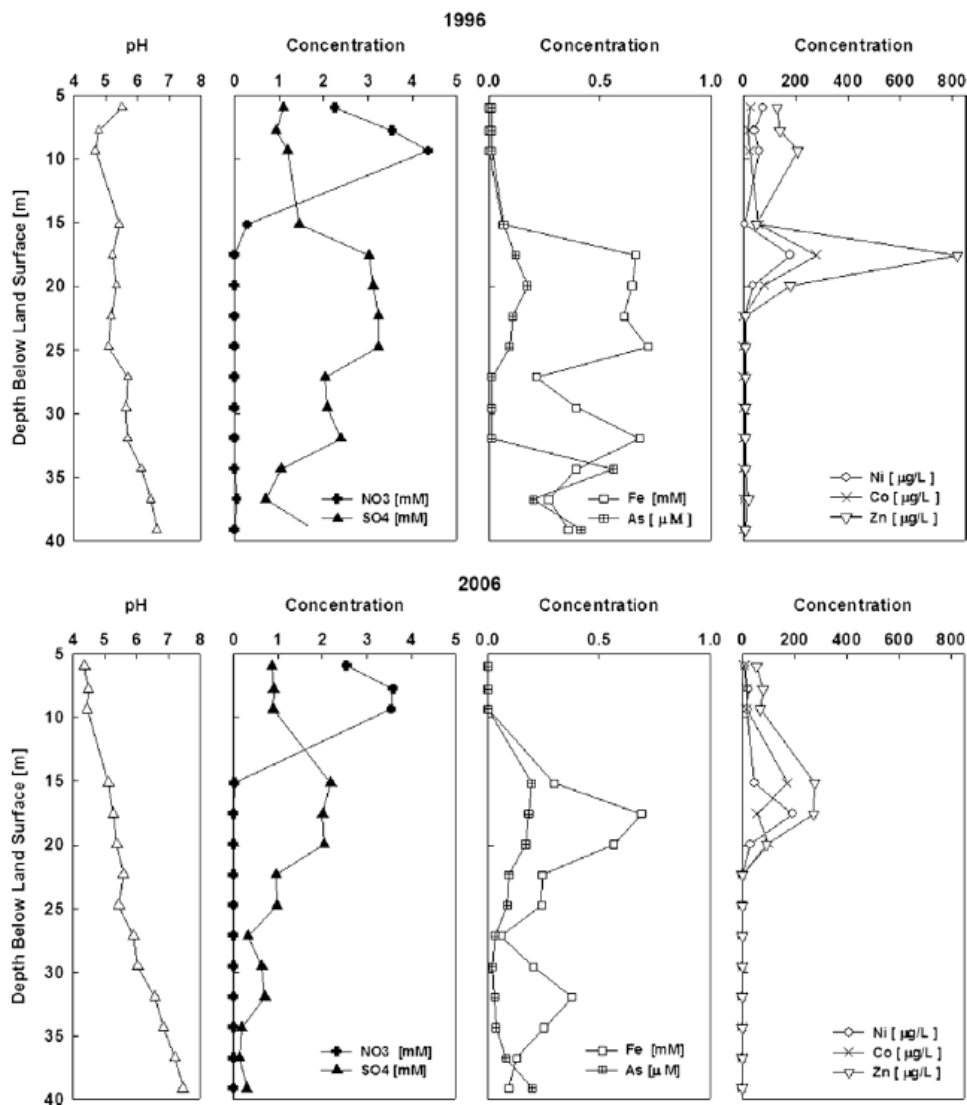 1996
pH Concentration Concentration Concentration
4 5 6 7 8 0 1 2 3 4 5 0.0 0.5 1.0 0 200 400 600 800
5
10
15
20
25
30
35
40
Depth Below Land Surface [m]
NO3 [mM]
SO4 [mM]
Fe [mM]
As [ µM ]
Ni [ µg/L ]
Co [ µg/L ]
Zn [ µg/L ]
2006
pH Concentration Concentration Concentration
4 5 6 7 8 0 1 2 3 4 5 0.0 0.5 1.0 0 200 400 600 800
5
10
15
20
25
30
35
40
Depth Below Land Surface [m]
NO3 [mM]
SO4 [mM]
Fe [mM]
As [µ M]
Ni [ µg/L ]
Co [ µg/L ]
Zn [ µg/L ]